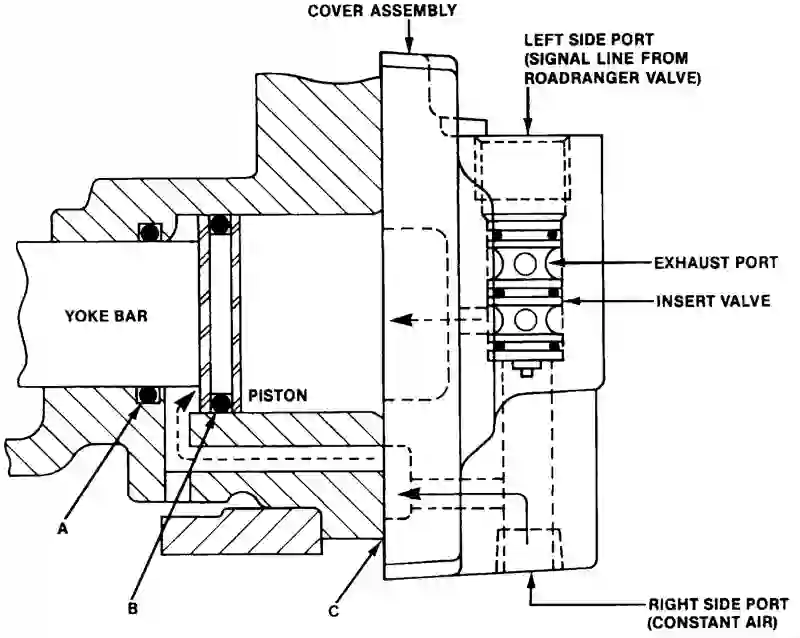 COVER ASSEMBLY
LEFT SIDE PORT
(SIGNAL LINE FROM
ROADRANGER VALVE)
EXHAUST PORT
INSERT VALVE
YOKE BAR
PISTON
A
B
C
RIGHT SIDE PORT
(CONSTANT AIR)